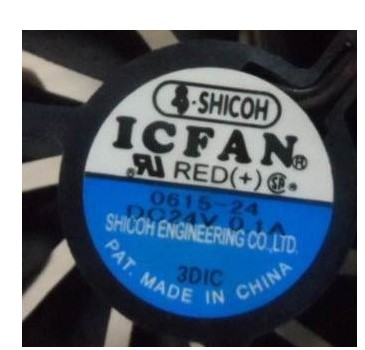 SHICOH
ICFAN®
RED(+)
0615-24
DC24V 0.1A
SHICOH ENGINEERING CO.,LTD.
3DIC
PAT. MADE IN CHINA